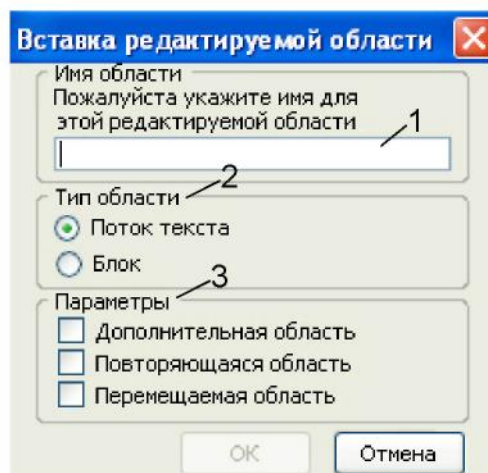 Вставка редактируемой области
Имя области
Пожалуйста укажите имя для
этой редактируемой области
1
2
Тип области
Поток текста
Блок
3
Параметры
Дополнительная область
Повторяющаяся область
Перемещаемая область
ОК Отмена